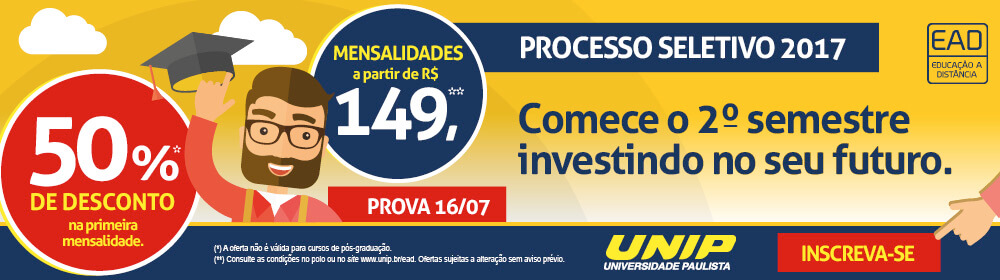 50%*
DE DESCONTO
na primeira
mensalidade.
MENSALIDADES
a partir de R$
149,**
PROVA 16/07
PROCESSO SELETIVO 2017
EAD
EDUCAÇÃO A
DISTÂNCIA
Comece o 2º semestre
investindo no seu futuro.
(*) A oferta não é válida para cursos de pós-graduação.
(**) Consulte as condições no polo ou no site www.unip.br/ead. Ofertas sujeitas a alteração sem aviso prévio.
UNIP
UNIVERSIDADE PAULISTA
INSCREVA-SE